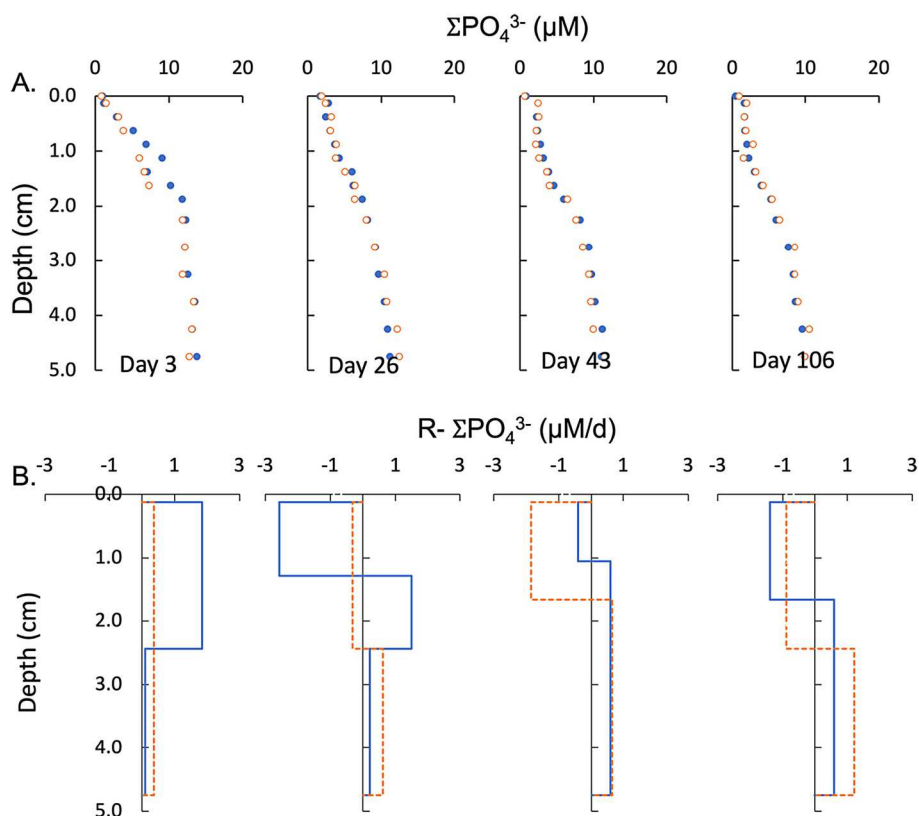 ΣPO₄³⁻ (μM)
A.
0 10 20 0 10 20 0 10 20 0 10 20
0.0
1.0
2.0
3.0
4.0
5.0
Depth (cm)
Day 3 Day 26 Day 43 Day 106
R- ΣPO₄³⁻ (μM/d)
B.
-3 -1 1 3 -3 -1 1 3 -3 -1 1 3 -3 -1 1 3
0.0
1.0
2.0
3.0
4.0
5.0
Depth (cm)